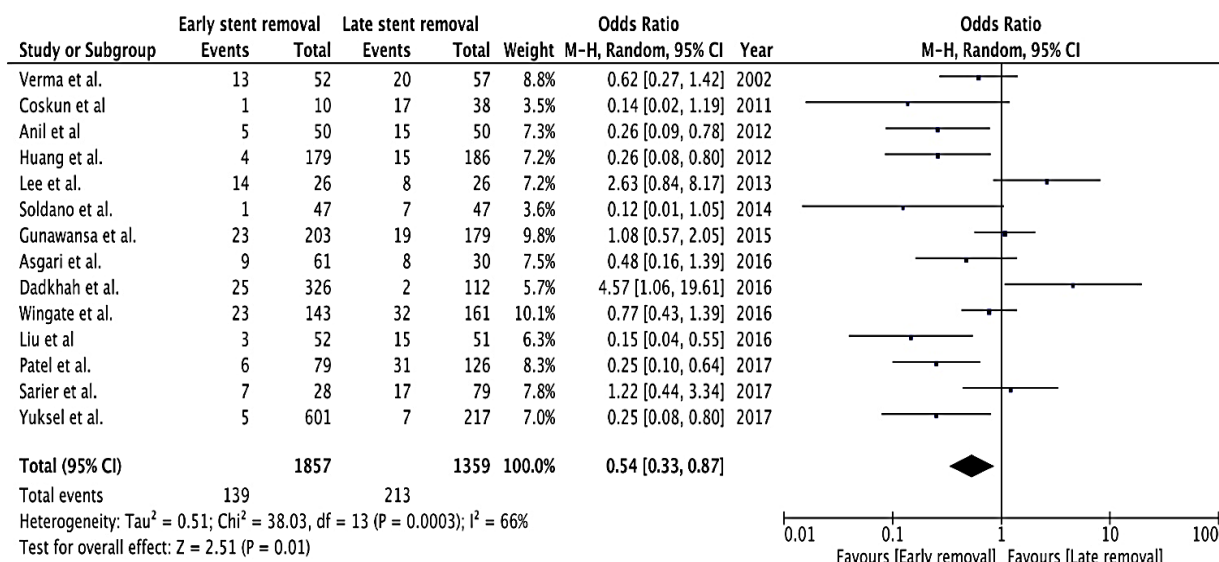 Early stent removal Late stent removal Odds Ratio Odds Ratio
Study or Subgroup Events Total Events Total Weight M-H, Random, 95% CI Year M-H, Random, 95% CI
Verma et al. 13 52 20 57 8.8% 0.62 [0.27, 1.42] 2002
Coskun et al 1 10 17 38 3.5% 0.14 [0.02, 1.19] 2011
Anil et al 5 50 15 50 7.3% 0.26 [0.09, 0.78] 2012
Huang et al. 4 179 15 186 7.2% 0.26 [0.08, 0.80] 2012
Lee et al. 14 26 8 26 7.2% 2.63 [0.84, 8.17] 2013
Soldano et al. 1 47 7 47 3.6% 0.12 [0.01, 1.05] 2014
Gunawansa et al. 23 203 19 179 9.8% 1.08 [0.57, 2.05] 2015
Asgari et al. 9 61 8 30 7.5% 0.48 [0.16, 1.39] 2016
Dadkhah et al. 25 326 2 112 5.7% 4.57 [1.06, 19.61] 2016
Wingate et al. 23 143 32 161 10.1% 0.77 [0.43, 1.39] 2016
Liu et al 3 52 15 51 6.3% 0.15 [0.04, 0.55] 2016
Patel et al. 6 79 31 126 8.3% 0.25 [0.10, 0.64] 2017
Sarier et al. 7 28 17 79 7.8% 1.22 [0.44, 3.34] 2017
Yuksel et al. 5 601 7 217 7.0% 0.25 [0.08, 0.80] 2017
Total (95% CI) 1857 1359 100.0% 0.54 [0.33, 0.87]
Total events 139 213
Heterogeneity: Tau² = 0.51; Chi² = 38.03, df = 13 (P = 0.0003); I² = 66%
Test for overall effect: Z = 2.51 (P = 0.01)
0.01 0.1 1 10 100
Favours [Early removal] Favours [Late removal]